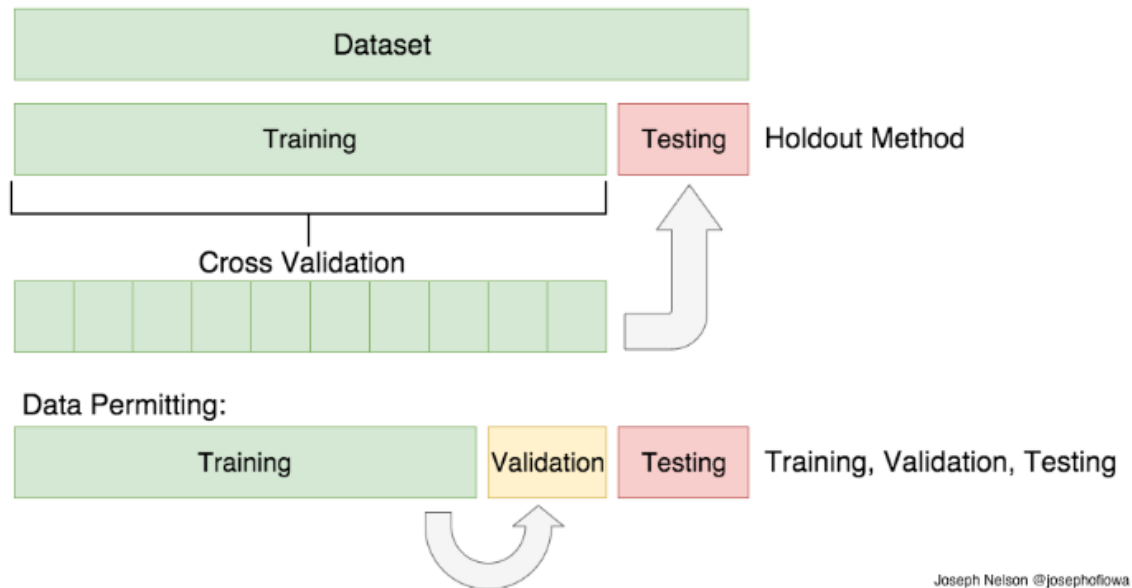 Dataset
Training
Testing
Holdout Method
Cross Validation
Data Permitting:
Training
Validation
Testing
Training, Validation, Testing
Joseph Nelson @josephofiowa